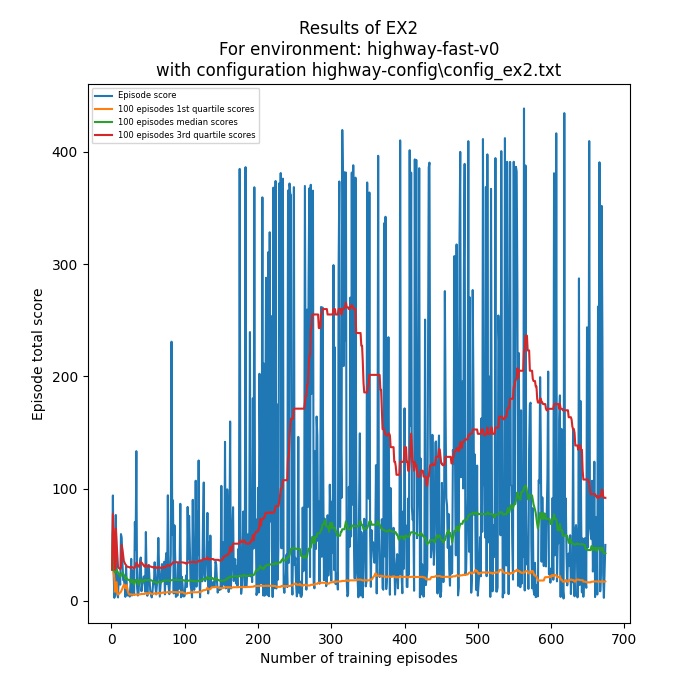 Results of EX2
For environment: highway-fast-v0
with configuration highway-config\config_ex2.txt
Episode score
100 episodes 1st quartile scores
100 episodes median scores
100 episodes 3rd quartile scores
400
300
200
100
0
Episode total score
0 100 200 300 400 500 600 700
Number of training episodes